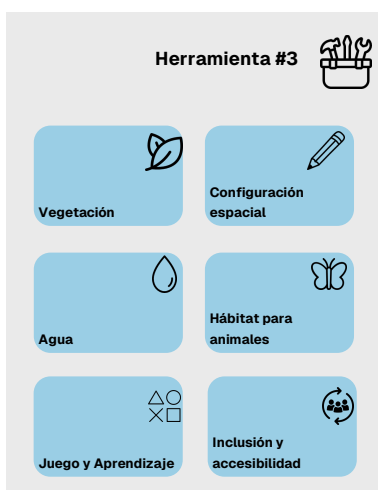 Herramienta #3
Vegetación
Configuración
espacial
Agua
Hábitat para
animales
Juego y Aprendizaje
Inclusión y
accesibilidad